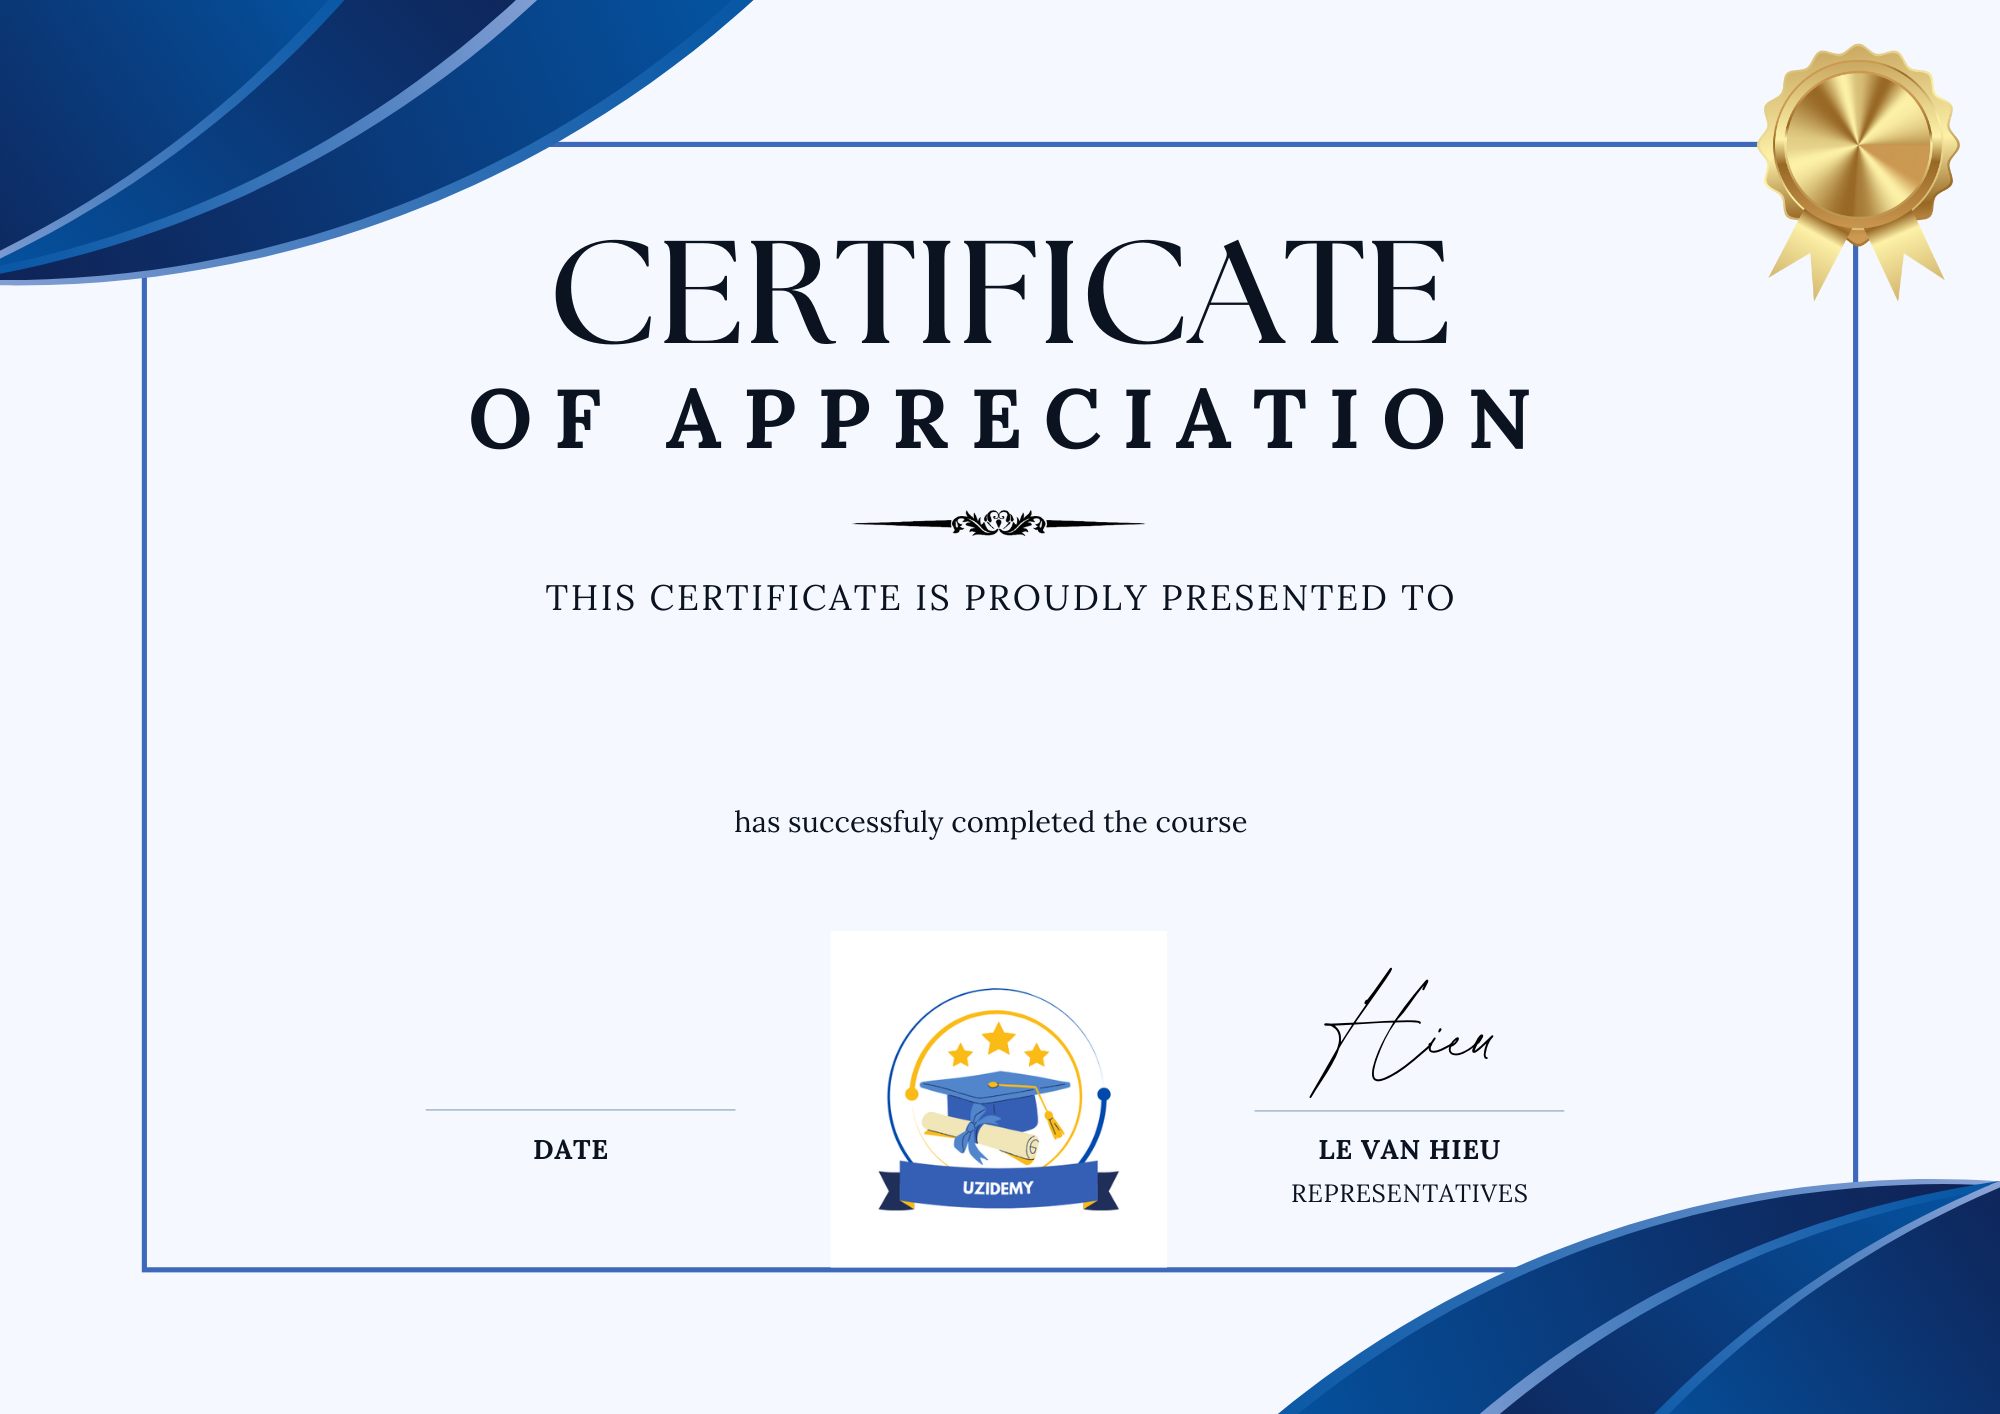 CERTIFICATE
OF APPRECIATION
THIS CERTIFICATE IS PROUDLY PRESENTED TO
has successfuly completed the course
Hieu
DATE
UZIDEMY
LE VAN HIEU
REPRESENTATIVES